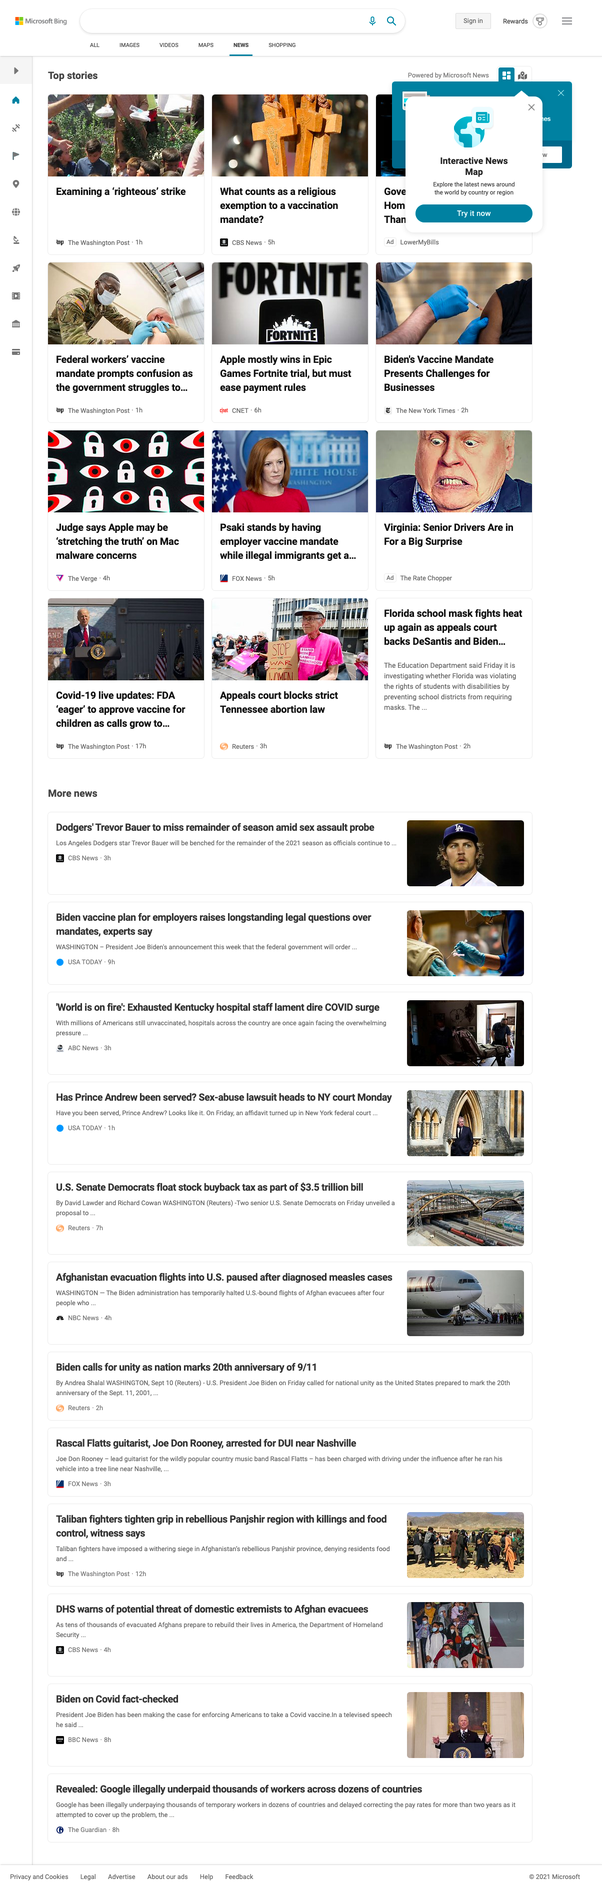 Microsoft Bing
Sign in
Rewards
ALL
IMAGES
VIDEOS
MAPS
NEWS
SHOPPING
Top stories
Powered by Microsoft News
Interactive News
Map
Explore the latest news around
the world by country or region
Try it now
Examining a ‘righteous’ strike
The Washington Post · 1h
What counts as a religious
exemption to a vaccination
mandate?
CBS News · 5h
Gove
Hom
Than
Ad LowerMyBills
Federal workers’ vaccine
mandate prompts confusion as
the government struggles to...
The Washington Post · 1h
FORTNITE
FORTNITE
Apple mostly wins in Epic
Games Fortnite trial, but must
ease payment rules
CNET · 6h
Biden's Vaccine Mandate
Presents Challenges for
Businesses
The New York Times · 2h
Judge says Apple may be
‘stretching the truth’ on Mac
malware concerns
The Verge · 4h
WHITE HOUSE
WASHINGTON
Psaki stands by having
employer vaccine mandate
while illegal immigrants get a...
FOX News · 5h
Virginia: Senior Drivers Are in
For a Big Surprise
Ad The Rate Chopper
Covid-19 live updates: FDA
‘eager’ to approve vaccine for
children as calls grow to...
The Washington Post · 17h
STOP
WAR
WOMEN
Appeals court blocks strict
Tennessee abortion law
Reuters · 3h
Florida school mask fights heat
up again as appeals court
backs DeSantis and Biden...
The Education Department said Friday it is
investigating whether Florida was violating
the rights of students with disabilities by
preventing school districts from requiring
masks. The ...
The Washington Post · 2h
More news
Dodgers' Trevor Bauer to miss remainder of season amid sex assault probe
Los Angeles Dodgers star Trevor Bauer will be benched for the remainder of the 2021 season as officials continue to ...
CBS News · 3h
Biden vaccine plan for employers raises longstanding legal questions over
mandates, experts say
WASHINGTON – President Joe Biden's announcement this week that the federal government will order ...
USA TODAY · 9h
'World is on fire': Exhausted Kentucky hospital staff lament dire COVID surge
With millions of Americans still unvaccinated, hospitals across the country are once again facing the overwhelming
pressure ...
ABC News · 3h
Has Prince Andrew been served? Sex-abuse lawsuit heads to NY court Monday
Have you been served, Prince Andrew? Looks like it. On Friday, an affidavit turned up in New York federal court ...
USA TODAY · 1h
U.S. Senate Democrats float stock buyback tax as part of $3.5 trillion bill
By David Lawder and Richard Cowan WASHINGTON (Reuters) -Two senior U.S. Senate Democrats on Friday unveiled a
proposal to ...
Reuters · 7h
Afghanistan evacuation flights into U.S. paused after diagnosed measles cases
WASHINGTON — The Biden administration has temporarily halted U.S.-bound flights of Afghan evacuees after four
people who ...
NBC News · 4h
Biden calls for unity as nation marks 20th anniversary of 9/11
By Andrea Shalal WASHINGTON, Sept 10 (Reuters) - U.S. President Joe Biden on Friday called for national unity as the United States prepared to mark the 20th
anniversary of the Sept. 11, 2001, ...
Reuters · 2h
Rascal Flatts guitarist, Joe Don Rooney, arrested for DUI near Nashville
Joe Don Rooney – lead guitarist for the wildly popular country music band Rascal Flatts – has been charged with driving under the influence after he ran his
vehicle into a tree line near Nashville, ...
FOX News · 3h
Taliban fighters tighten grip in rebellious Panjshir region with killings and food
control, witness says
Taliban fighters have imposed a withering siege in Afghanistan's rebellious Panjshir province, denying residents food
and ...
The Washington Post · 12h
DHS warns of potential threat of domestic extremists to Afghan evacuees
As tens of thousands of evacuated Afghans prepare to rebuild their lives in America, the Department of Homeland
Security ...
CBS News · 4h
Biden on Covid fact-checked
President Joe Biden has been making the case for enforcing Americans to take a Covid vaccine.In a televised speech
he said ...
BBC News · 8h
Revealed: Google illegally underpaid thousands of workers across dozens of countries
Google has been illegally underpaying thousands of temporary workers in dozens of countries and delayed correcting the pay rates for more than two years as it
attempted to cover up the problem, the ...
The Guardian · 8h
Privacy and Cookies
Legal
Advertise
About our ads
Help
Feedback
© 2021 Microsoft